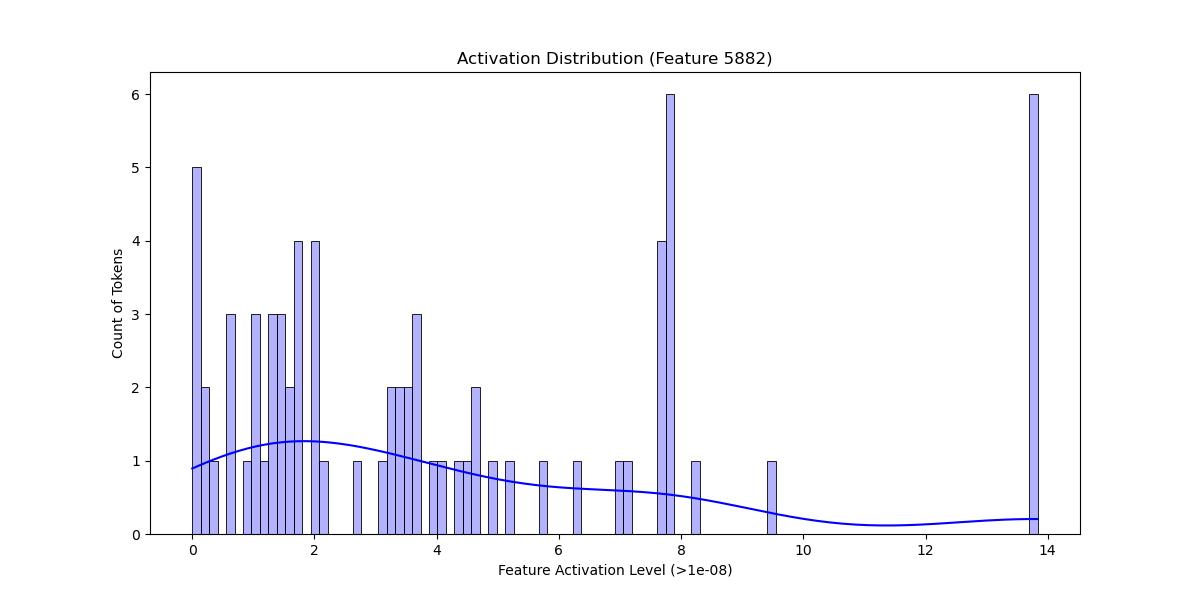 Activation Distribution (Feature 5882)
Count of Tokens
6
5
4
3
2
1
0
0 2 4 6 8 10 12 14
Feature Activation Level (>1e-08)